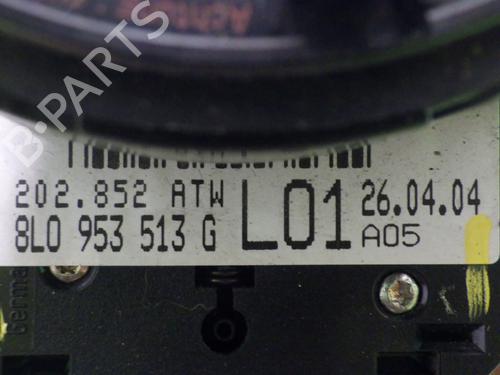 B-PARTS
202.852 ATW
8L0 953 513 G
L01
26.04.04
A05